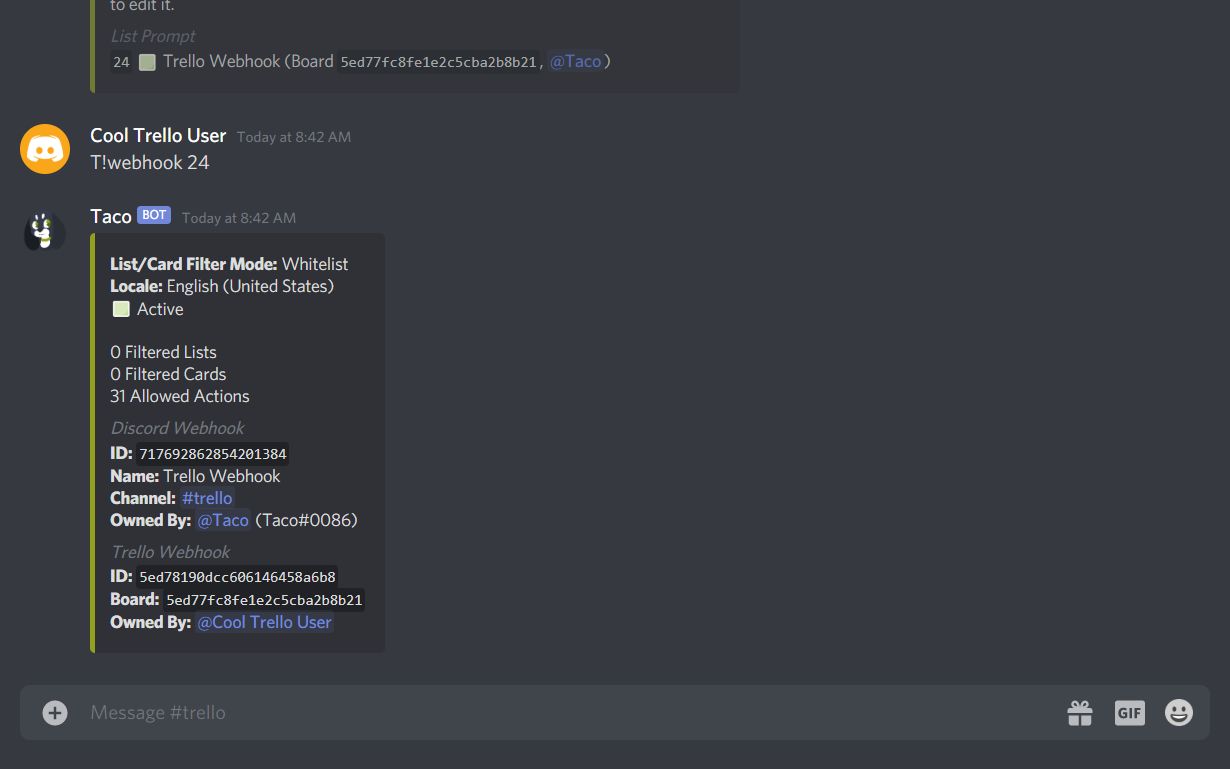 to edit it.
List Prompt
24 Trello Webhook (Board 5ed77fc8fe1e2c5cba2b8b21, @Taco)
Cool Trello User Today at 8:42 AM
T!webhook 24
Taco BOT Today at 8:42 AM
List/Card Filter Mode: Whitelist
Locale: English (United States)
Active
0 Filtered Lists
0 Filtered Cards
31 Allowed Actions
Discord Webhook
ID: 717692862854201384
Name: Trello Webhook
Channel: #trello
Owned By: @Taco (Taco#0086)
Trello Webhook
ID: 5ed78190dcc606146458a6b8
Board: 5ed77fc8fe1e2c5cba2b8b21
Owned By: @Cool Trello User
Message #trello
GIF